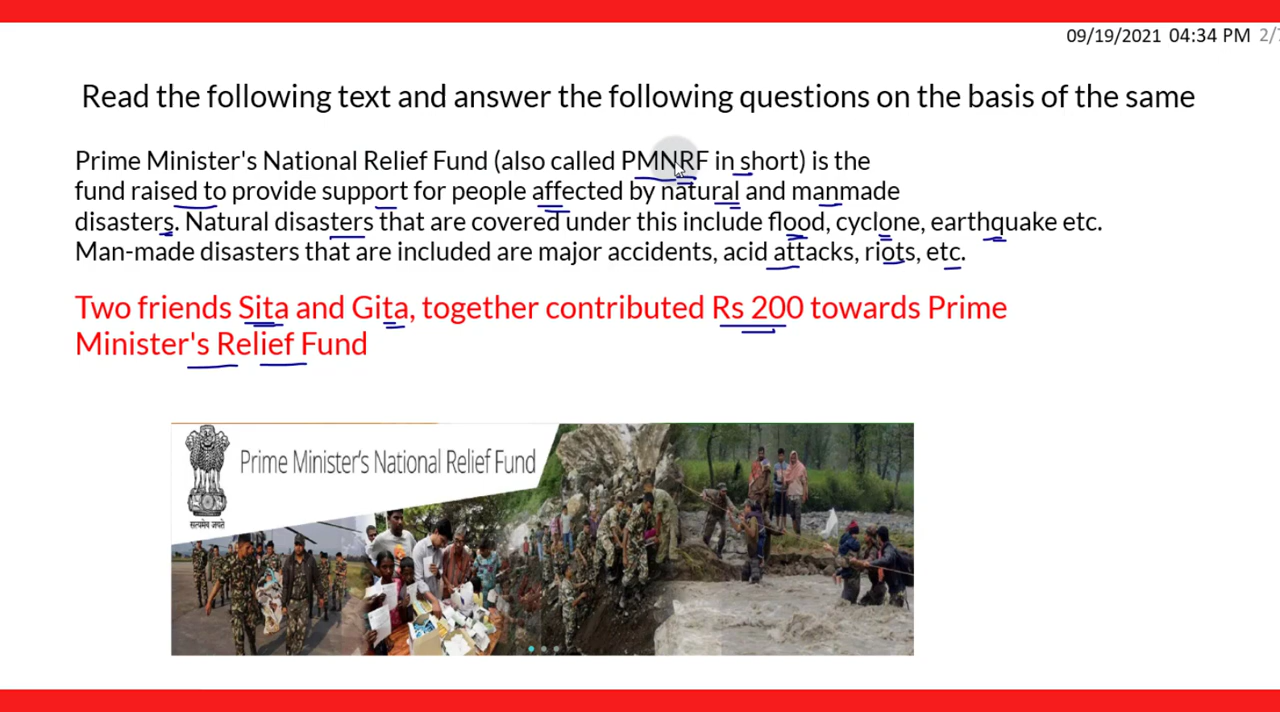 09/19/2021 04:34 PM 2/
Read the following text and answer the following questions on the basis of the same
Prime Minister's National Relief Fund (also called PMNRF in short) is the
fund raised to provide support for people affected by natural and manmade
disasters. Natural disasters that are covered under this include flood, cyclone, earthquake etc.
Man-made disasters that are included are major accidents, acid attacks, riots, etc.
Two friends Sita and Gita, together contributed Rs 200 towards Prime
Minister's Relief Fund
Prime Minister's National Relief Fund
सत्यमेव जयते